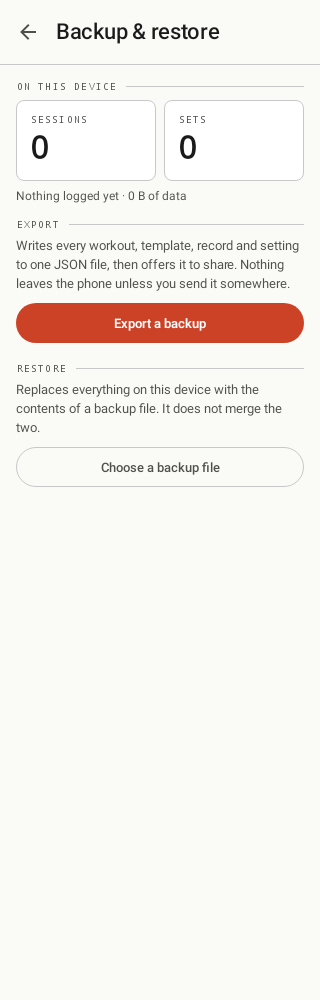 Backup & restore
ON THIS DEVICE
SESSIONS
0
SETS
0
Nothing logged yet · 0 B of data
EXPORT
Writes every workout, template, record and setting
to one JSON file, then offers it to share. Nothing
leaves the phone unless you send it somewhere.
Export a backup
RESTORE
Replaces everything on this device with the
contents of a backup file. It does not merge the
two.
Choose a backup file